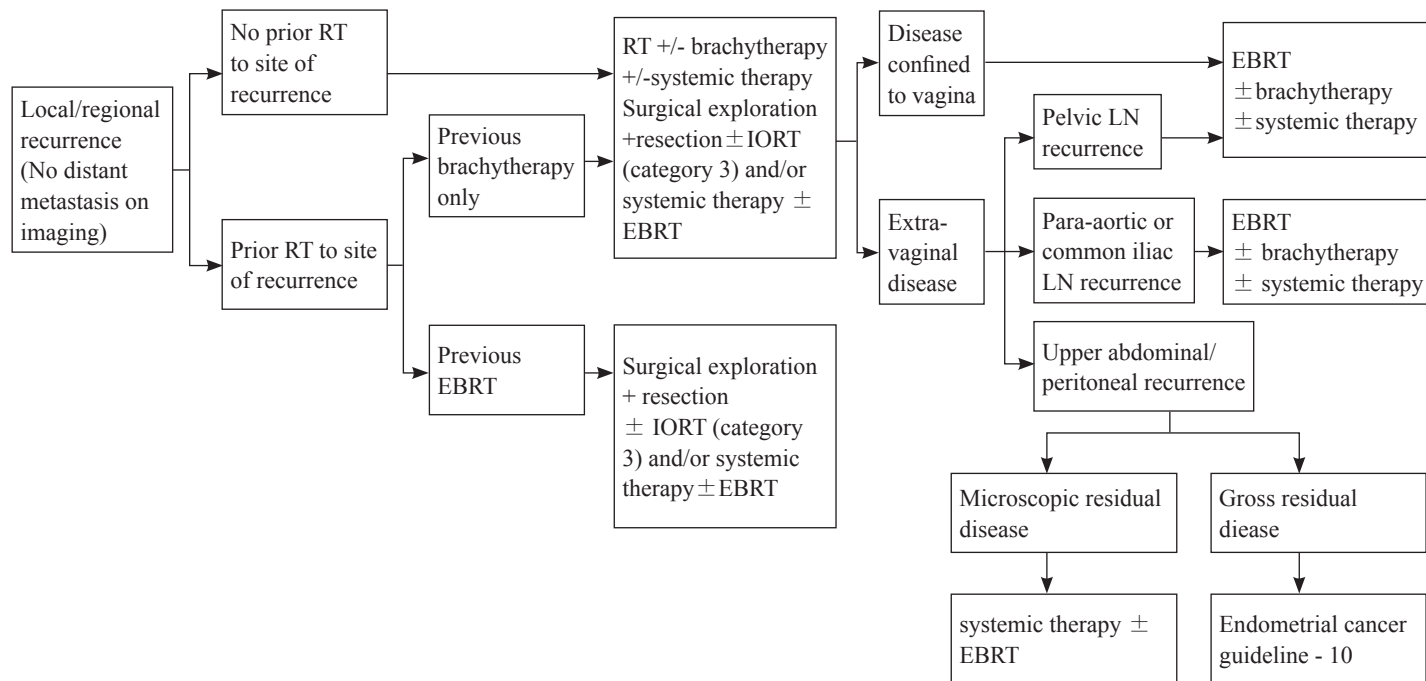 Local/regional
recurrence
(No distant
metastasis on
imaging)
No prior RT
to site of
recurrence
Prior RT to site
of recurrence
Previous
brachytherapy
only
Previous
EBRT
RT +/- brachytherapy
+/-systemic therapy
Surgical exploration
+resection±IORT
(category 3) and/or
systemic therapy ±
EBRT
Surgical exploration
+ resection
± IORT (category
3) and/or systemic
therapy±EBRT
Disease
confined
to vagina
Extra-
vaginal
disease
Pelvic LN
recurrence
Para-aortic or
common iliac
LN recurrence
Upper abdominal/
peritoneal recurrence
EBRT
±brachytherapy
±systemic therapy
EBRT
± brachytherapy
± systemic therapy
Microscopic residual
disease
Gross residual
diease
systemic therapy ±
EBRT
Endometrial cancer
guideline - 10